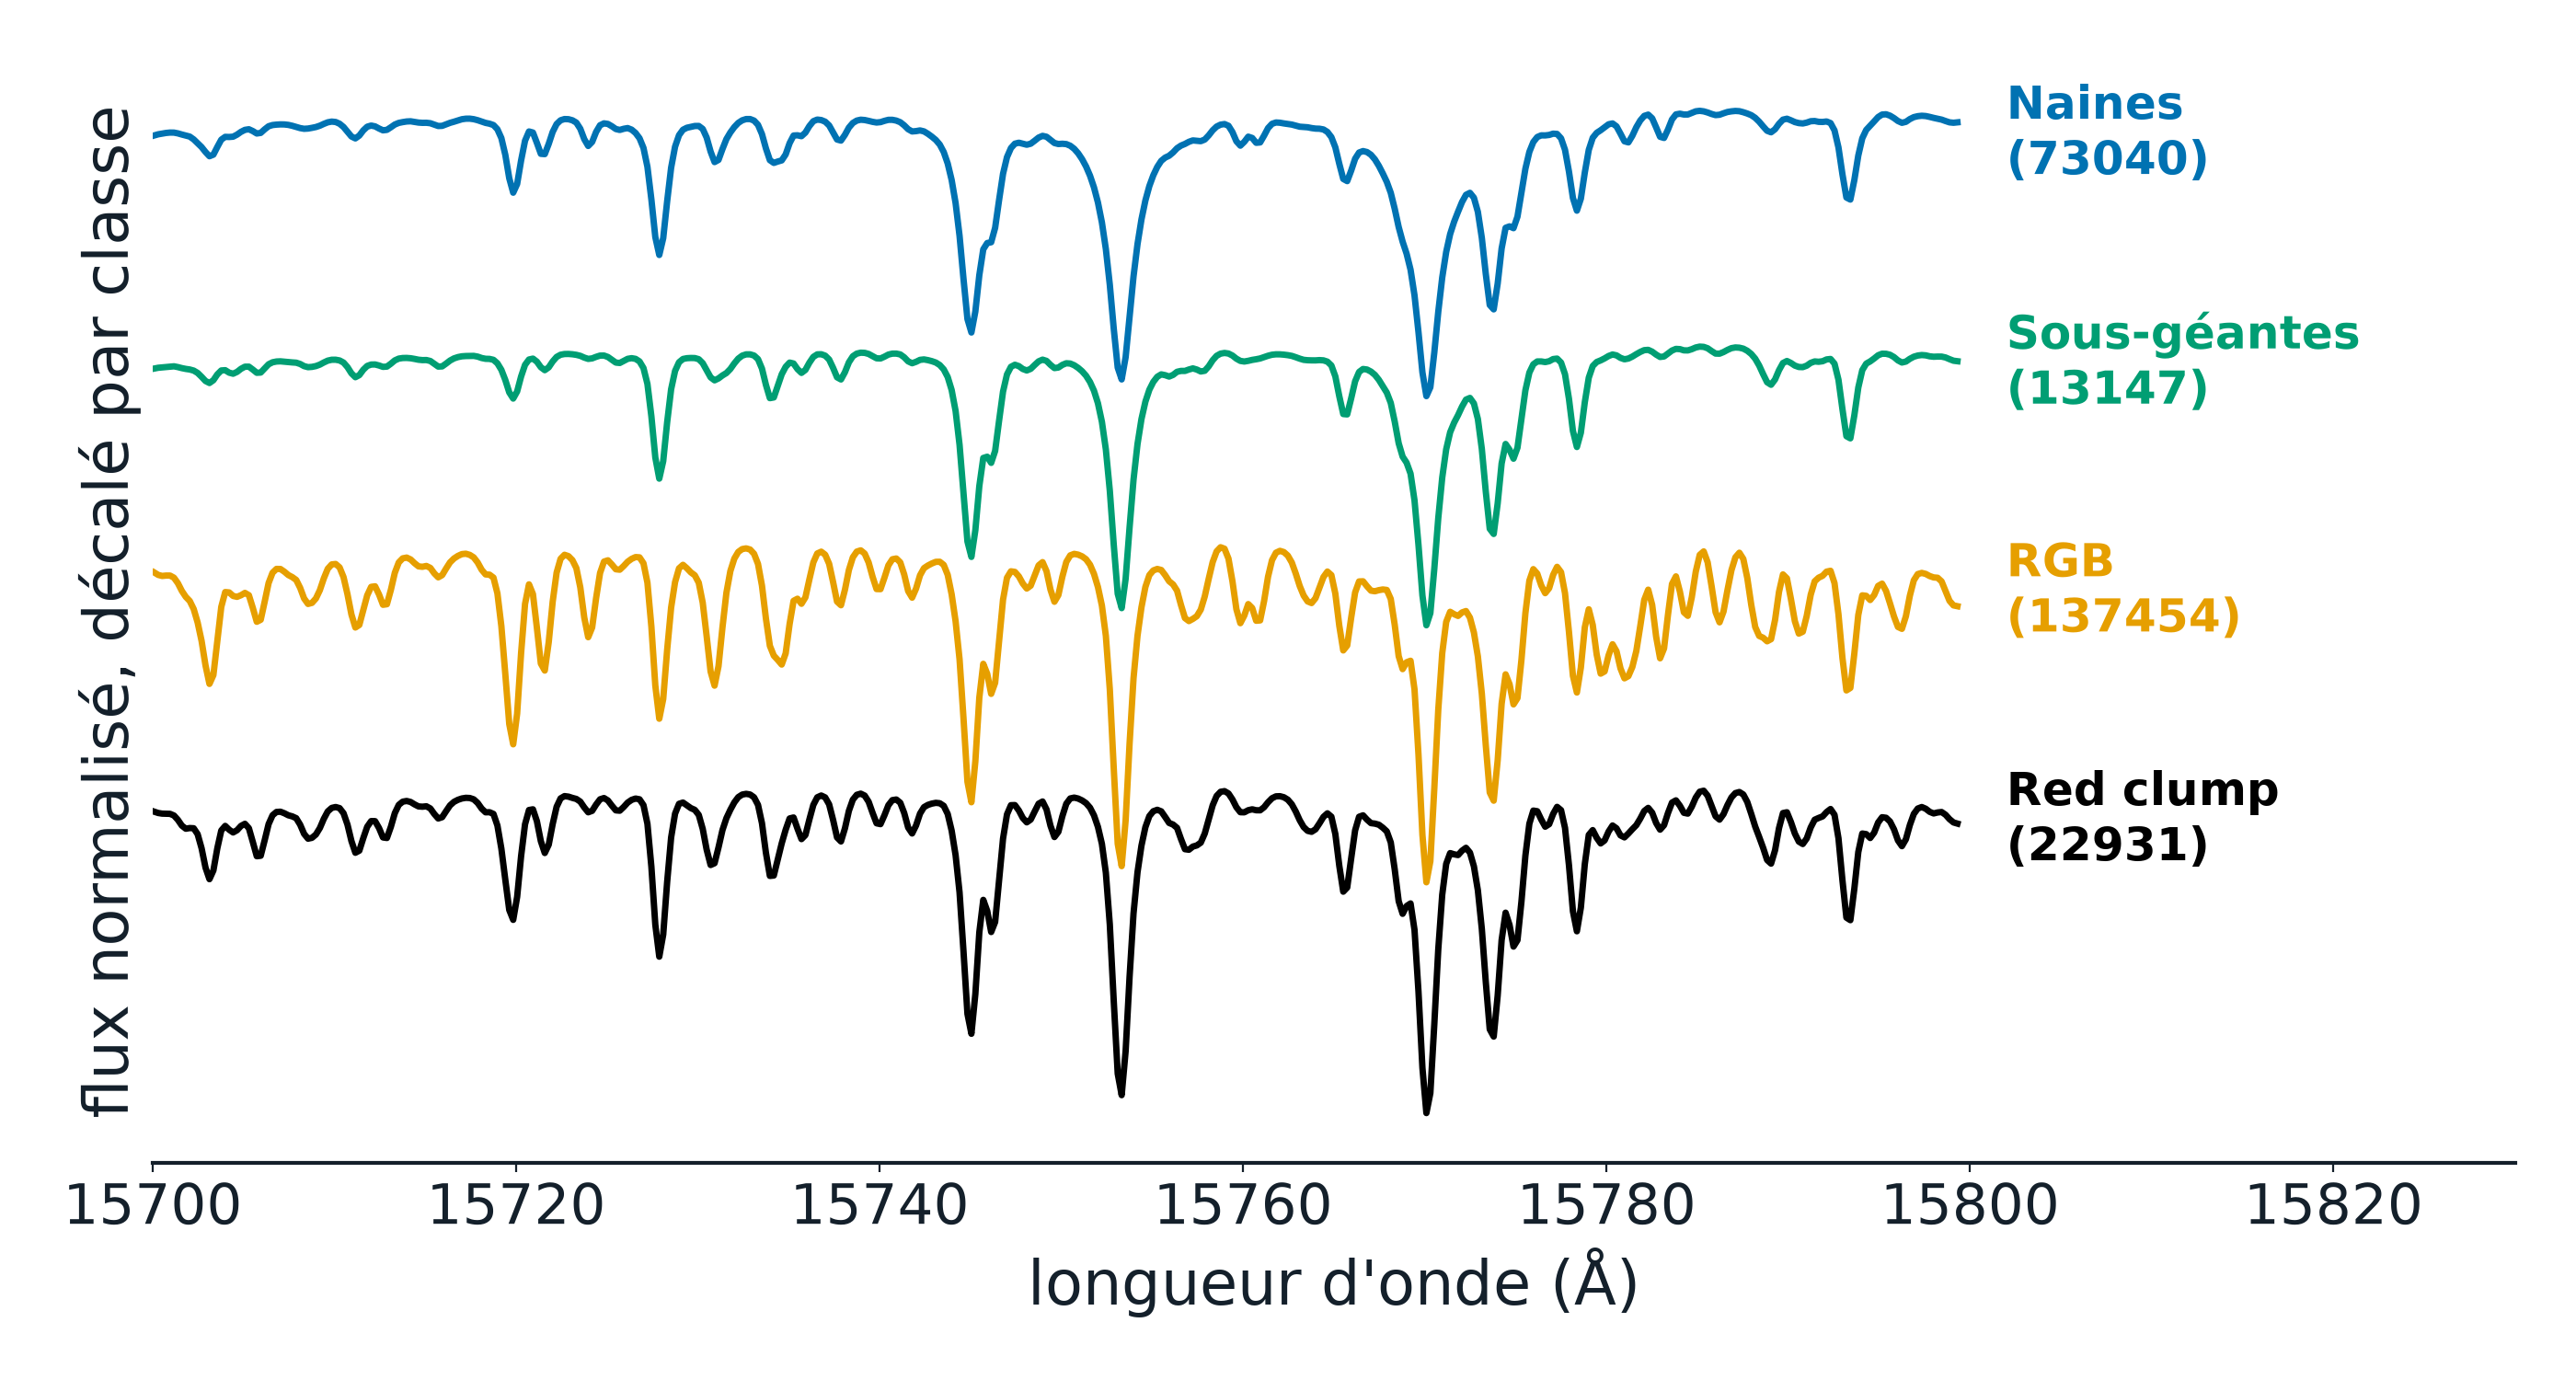 flux normalisé, décalé par classe
Naines
(73040)
Sous-géantes
(13147)
RGB
(137454)
Red clump
(22931)
15700 15720 15740 15760 15780 15800 15820
longueur d'onde (Å)